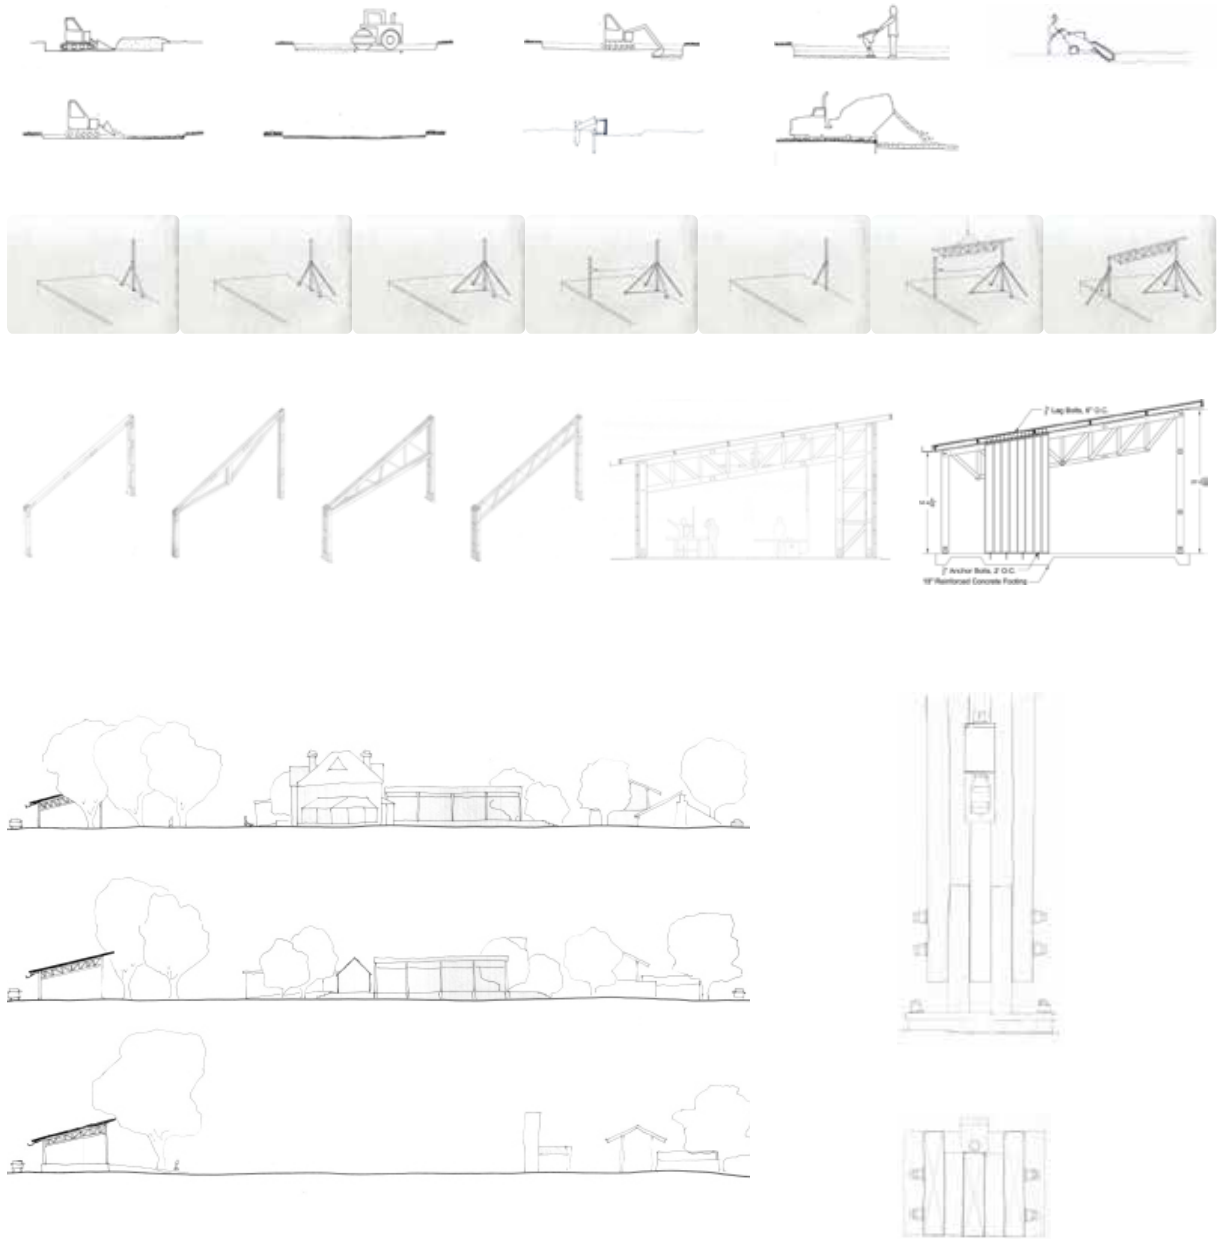 Lag Bolts, 6" O.C.
Anchor Bolts, 2' O.C.
18" Reinforced Concrete Footing